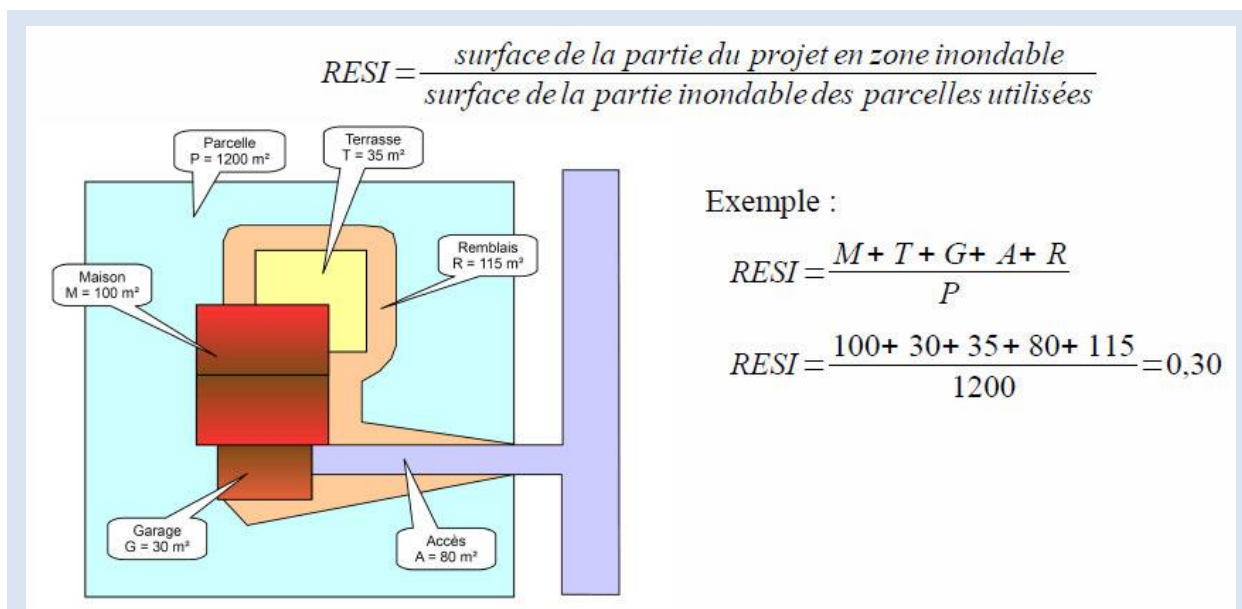 RESI = surface de la partie du projet en zone inondable / surface de la partie inondable des parcelles utilisées
Parcelle
P = 1200 m²
Terrasse
T = 35 m²
Remblais
R = 115 m²
Maison
M = 100 m²
Garage
G = 30 m²
Accès
A = 80 m²
Exemple :
RESI = M + T + G + A + R / P
RESI = 100 + 30 + 35 + 80 + 115 / 1200 = 0,30